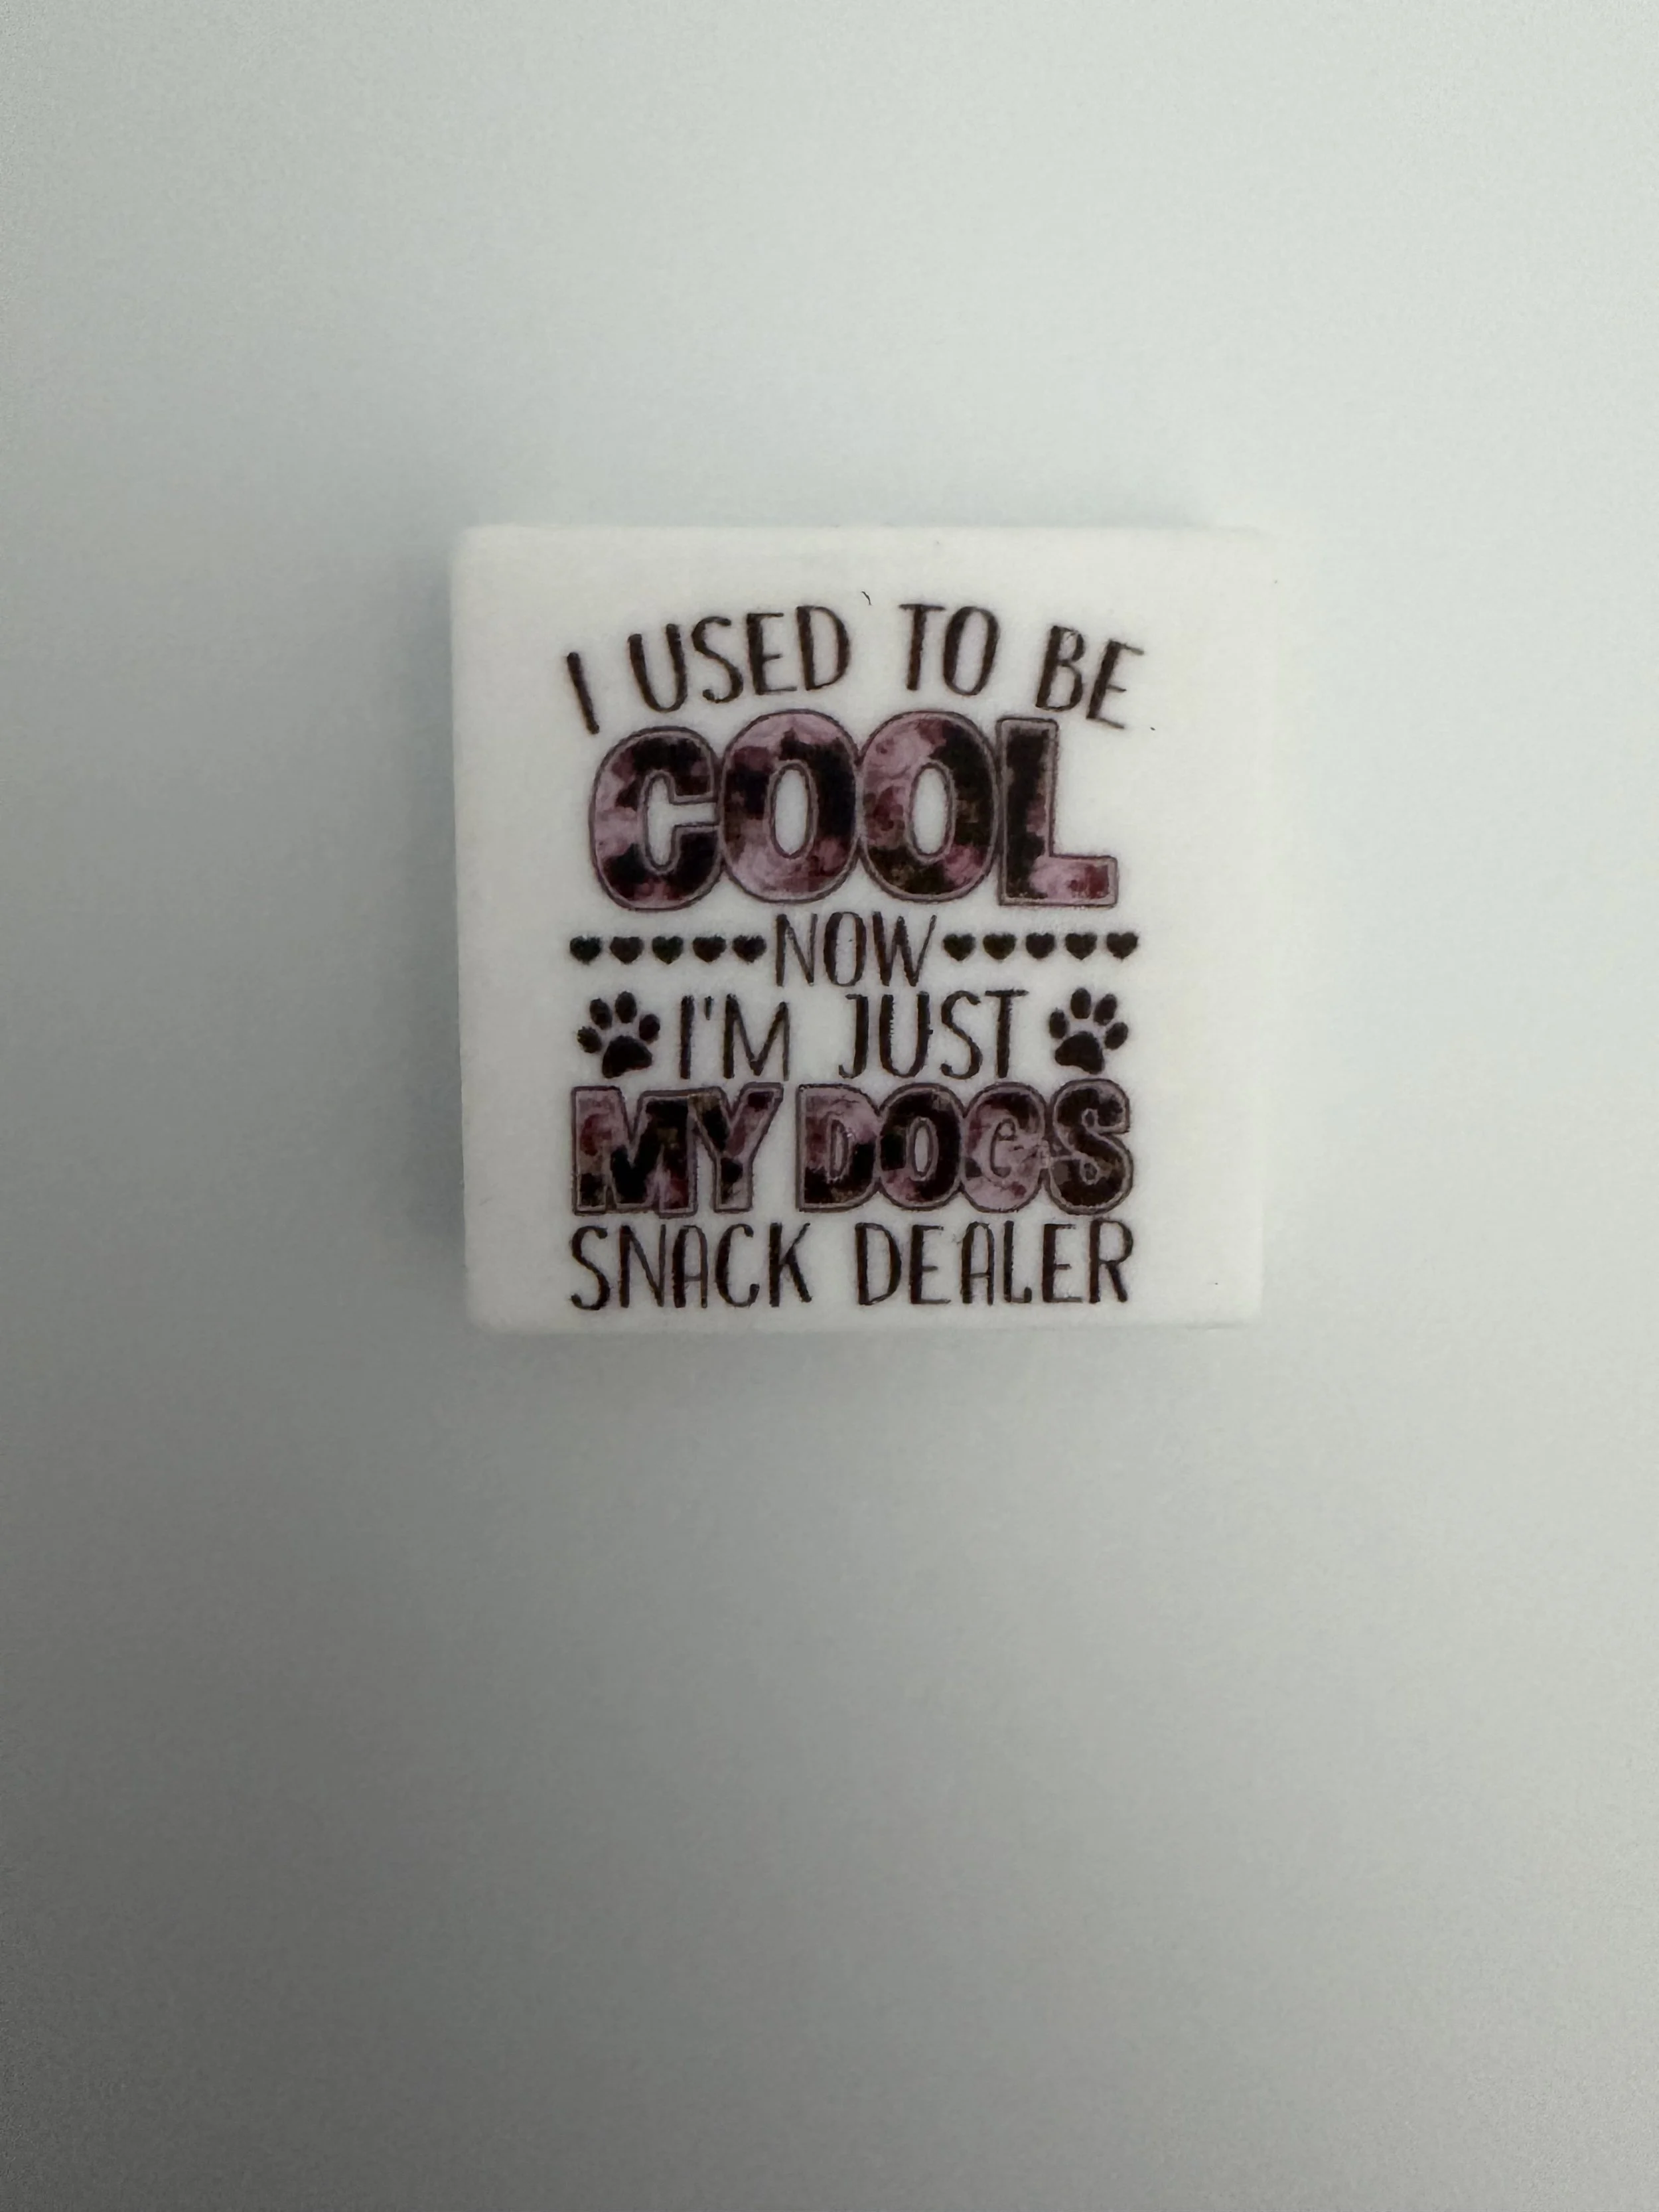 I USED TO BE
COOL
NOW
I'M JUST
MY DOGS
SNACK DEALER